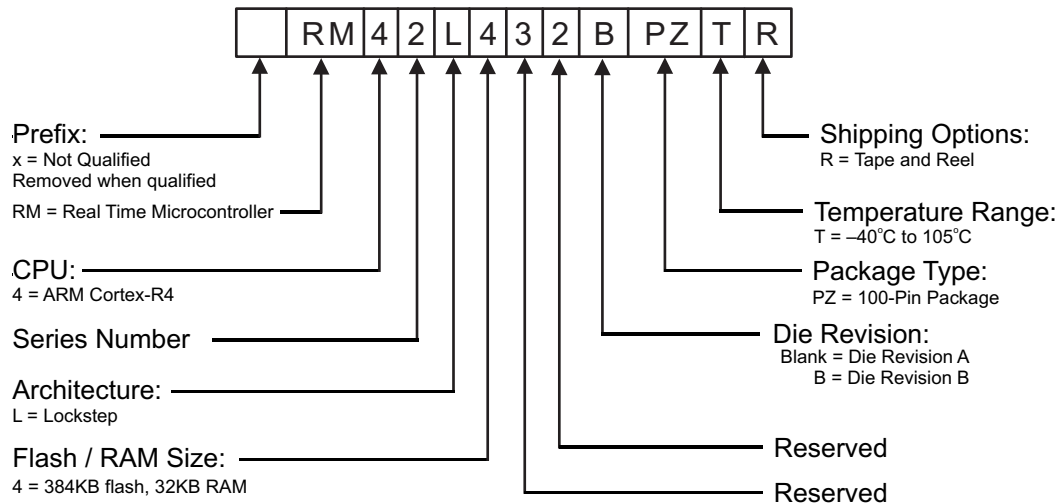 RM 4 2 L 4 3 2 B PZ T R
Prefix:
x = Not Qualified
Removed when qualified
RM = Real Time Microcontroller
CPU:
4 = ARM Cortex-R4
Series Number
Architecture:
L = Lockstep
Flash / RAM Size:
4 = 384KB flash, 32KB RAM
Shipping Options:
R = Tape and Reel
Temperature Range:
T = –40°C to 105°C
Package Type:
PZ = 100-Pin Package
Die Revision:
Blank = Die Revision A
B = Die Revision B
Reserved
Reserved